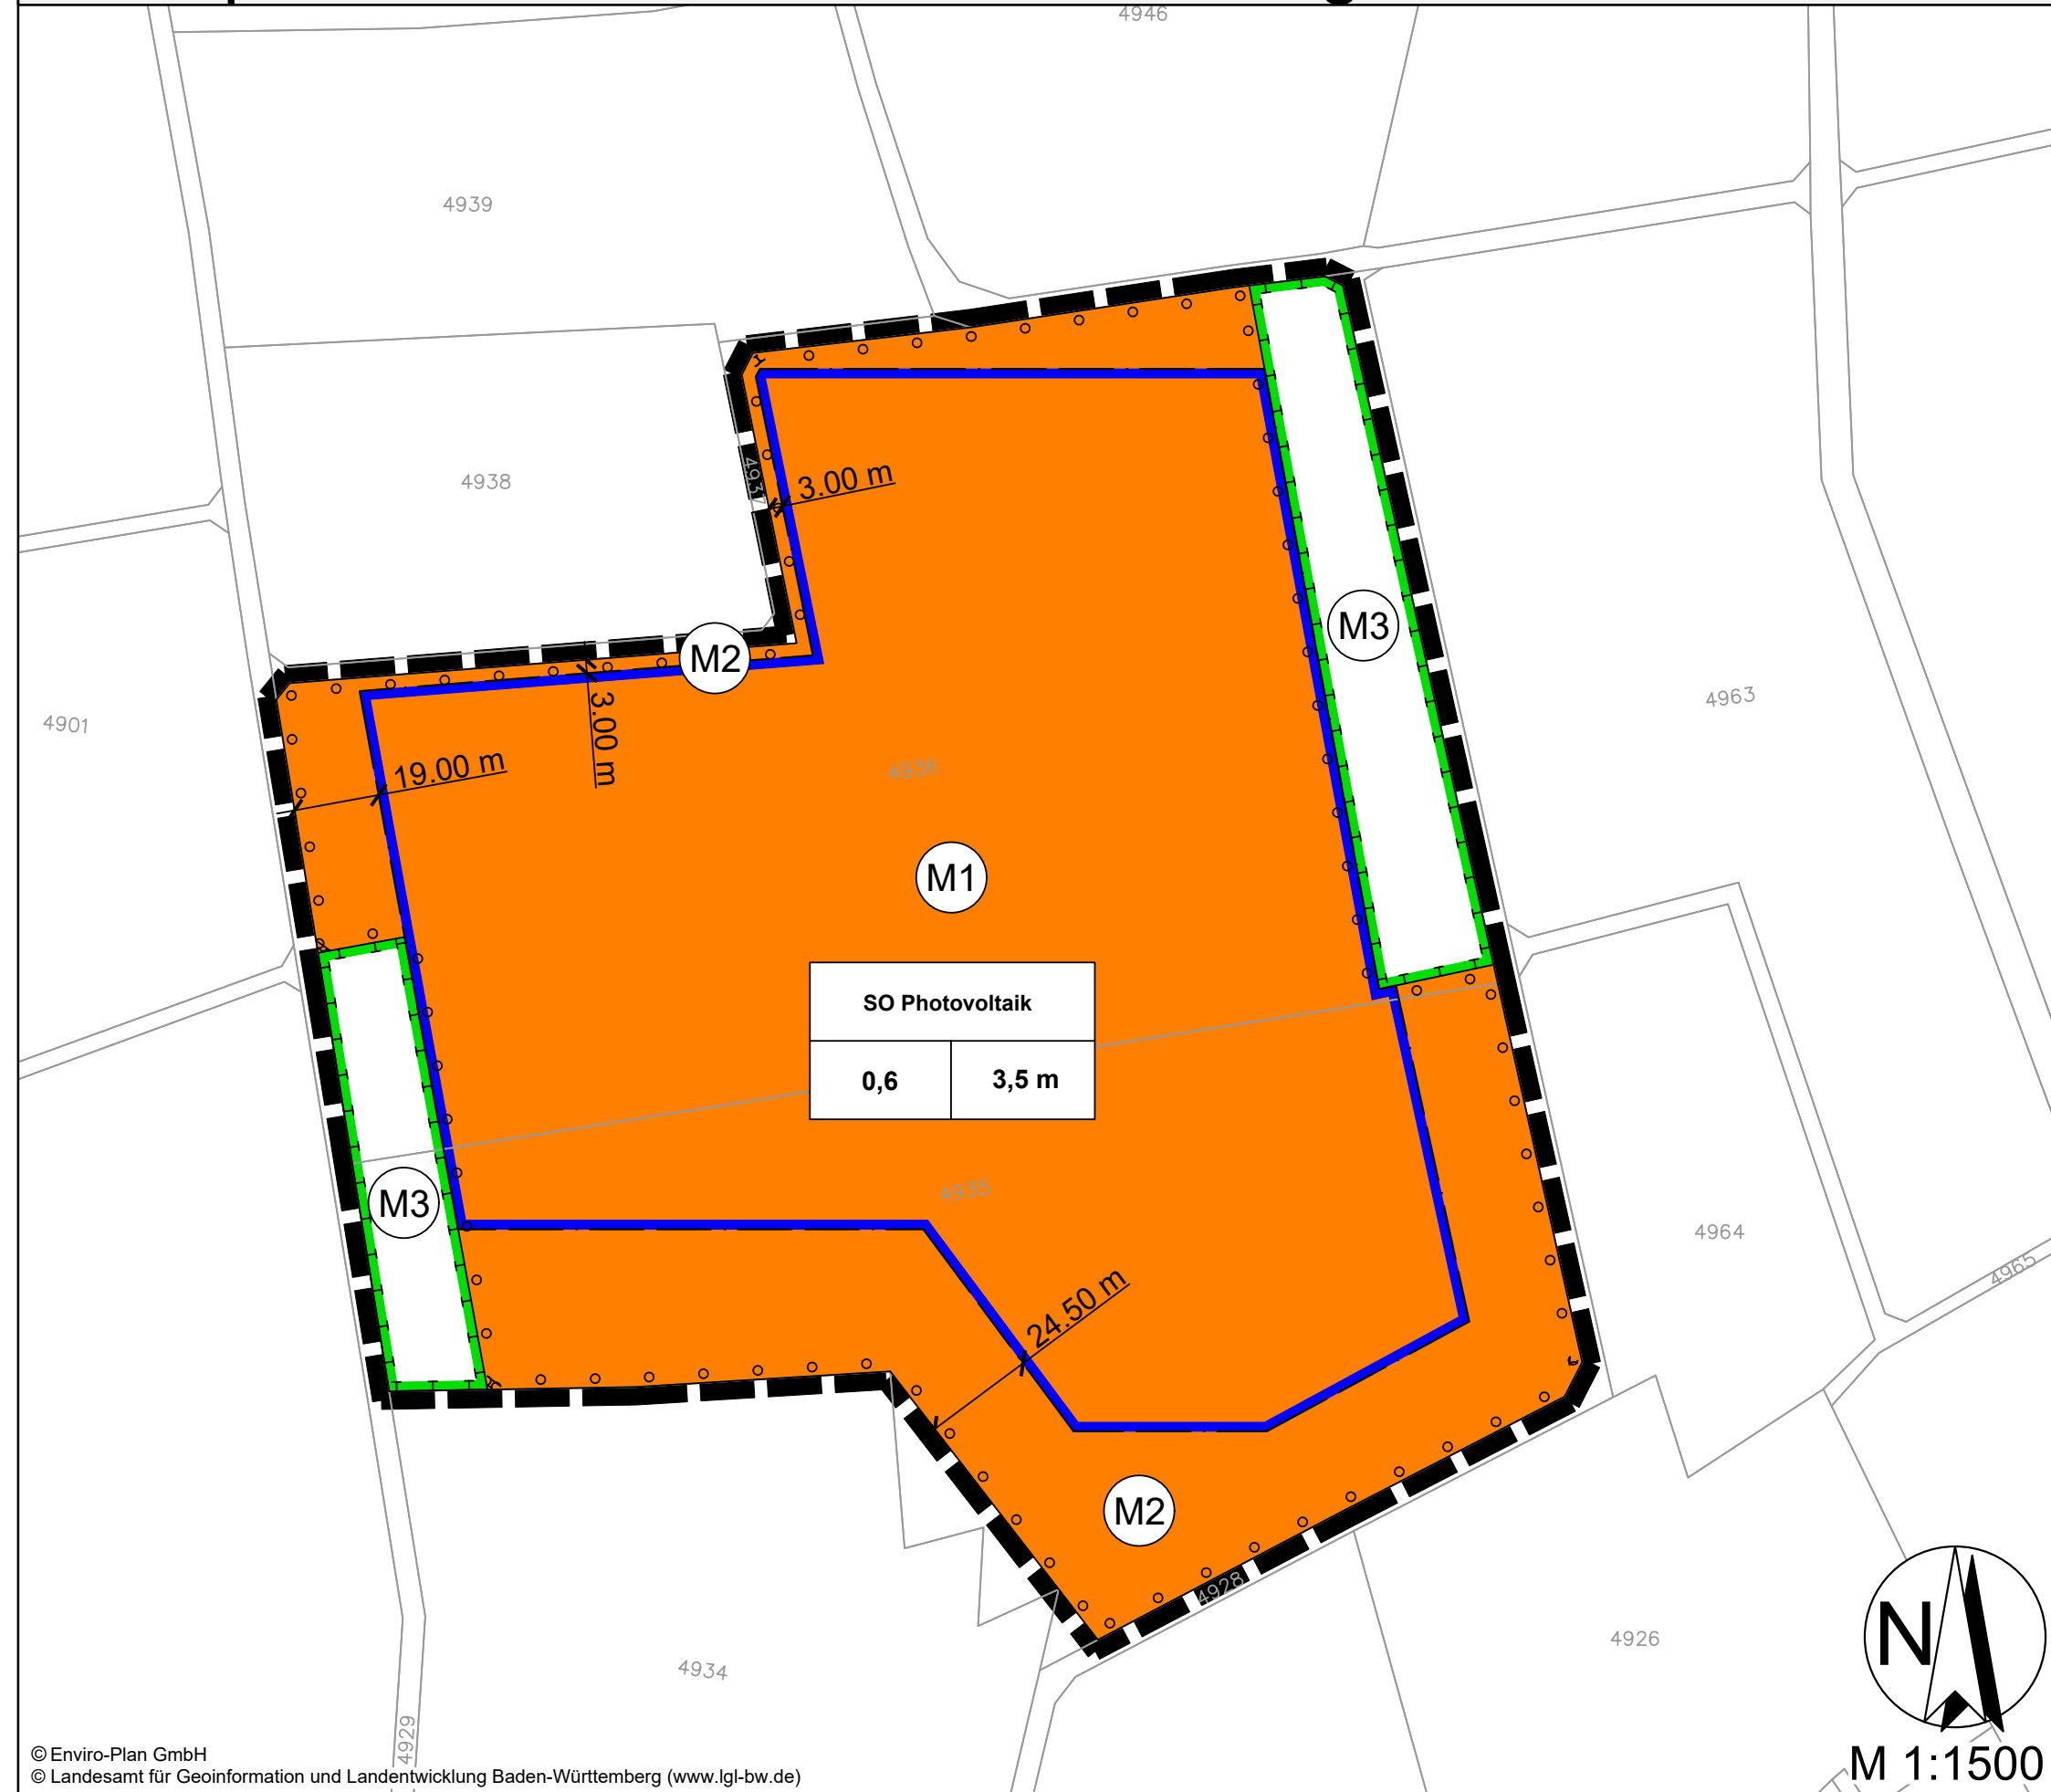 4946
4939
4938
4937
3.00 m
M3
M2
3.00 m
4901
4963
19.00 m
4936
M1
SO Photovoltaik
0,6
3,5 m
M3
4935
4964
4965
24.50 m
M2
4928
4926
4934
4929
N
M 1:1500
© Enviro-Plan GmbH
© Landesamt für Geoinformation und Landentwicklung Baden-Württemberg (www.lgl-bw.de)